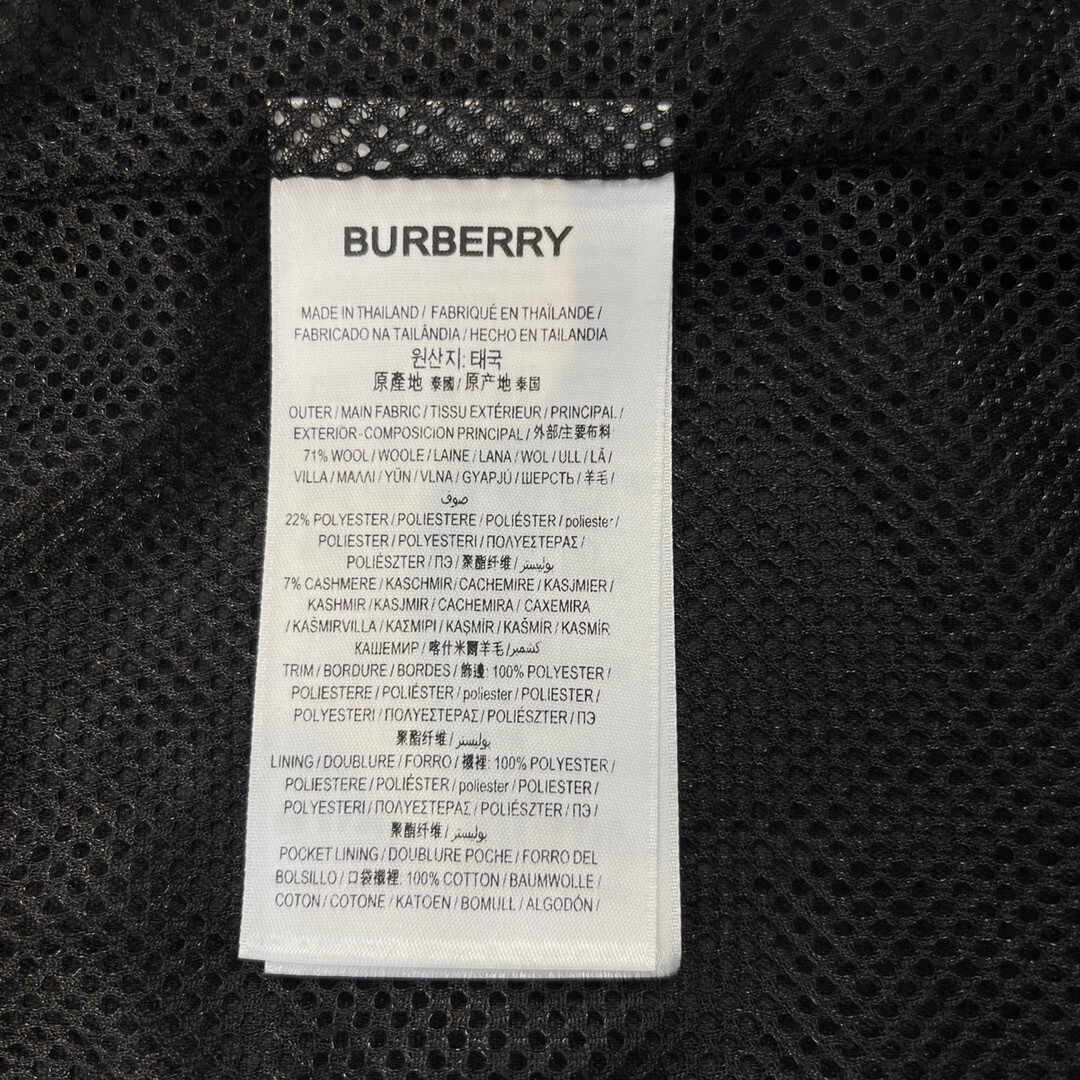 BURBERRY
MADE IN THAILAND / FABRIQUÉ EN THAÏLANDE /
FABRICADO NA TAILÂNDIA / HECHO EN TAILANDIA
원산지: 태국
原產地 泰國 / 原产地 泰国
OUTER / MAIN FABRIC / TISSU EXTÉRIEUR / PRINCIPAL /
EXTERIOR-COMPOSICION PRINCIPAL / 外部/主要布料
71% WOOL / WOOLE / LAINE / LANA / WOL / ULL / LÃ /
VILLA / ΜΑΛΛΙ / YÜN / VLNA / GYAPJÚ / ШЕРСТЬ / 羊毛 /
صوف
22% POLYESTER / POLIESTERE / POLIÉSTER / poliester /
POLIESTER / POLYESTERI / ΠΟΛΥΕΣΤΕΡΑΣ /
POLIÉSZTER / ПЭ / 聚酯纤维 / بوليستر
7% CASHMERE / KASCHMIR / CACHEMIRE / KASJMIER /
KASHMIR / KASJMIR / CACHEMIRA / CAXEMIRA
/ KAŠMIRVILLA / ΚΑΣΜΙΡΙ / KAŞMİR / KAŠMÍR / KASMÍR
КАШЕМИР / 喀什米爾羊毛 / كشمير
TRIM / BORDURE / BORDES / 飾邊: 100% POLYESTER /
POLIESTERE / POLIÉSTER / poliester / POLIESTER /
POLYESTERI / ΠΟΛΥΕΣΤΕΡΑΣ / POLIÉSZTER / ПЭ
聚酯纤维 / بوليستر
LINING / DOUBLURE / FORRO / 襯裡: 100% POLYESTER /
POLIESTERE / POLIÉSTER / poliester / POLIESTER /
POLYESTERI / ΠΟΛΥΕΣΤΕΡΑΣ / POLIÉSZTER / ПЭ /
聚酯纤维 / بوليستر
POCKET LINING / DOUBLURE POCHE / FORRO DEL
BOLSILLO / 口袋襯裡: 100% COTTON / BAUMWOLLE /
COTON / COTONE / KATOEN / BOMULL / ALGODÓN /